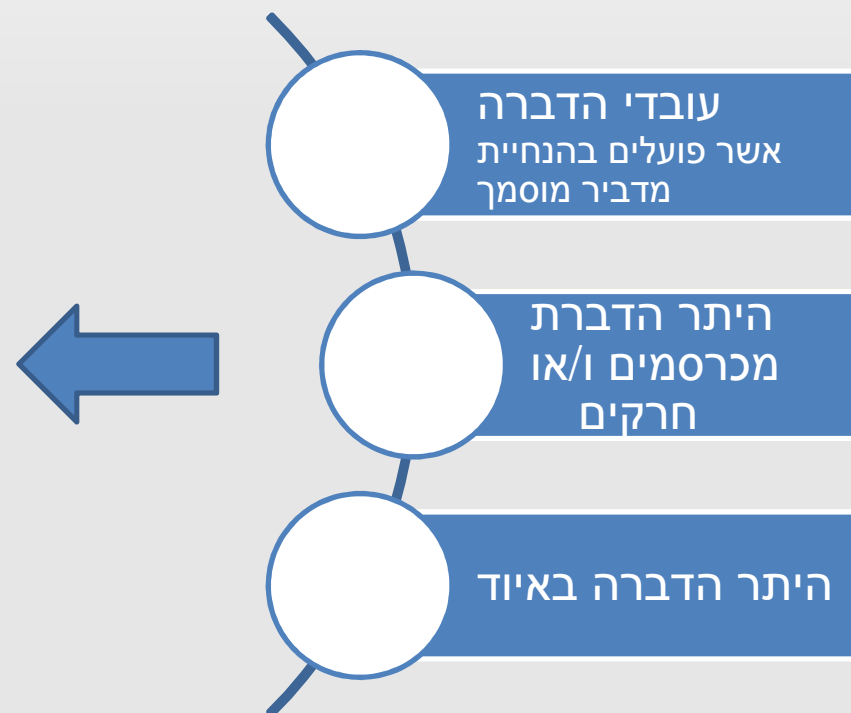 עובדי הדברה
אשר פועלים בהנחיית
מדביר מוסמך
היתר הדברת
מכרסמים ו/או
חרקים
היתר הדברה באיוד